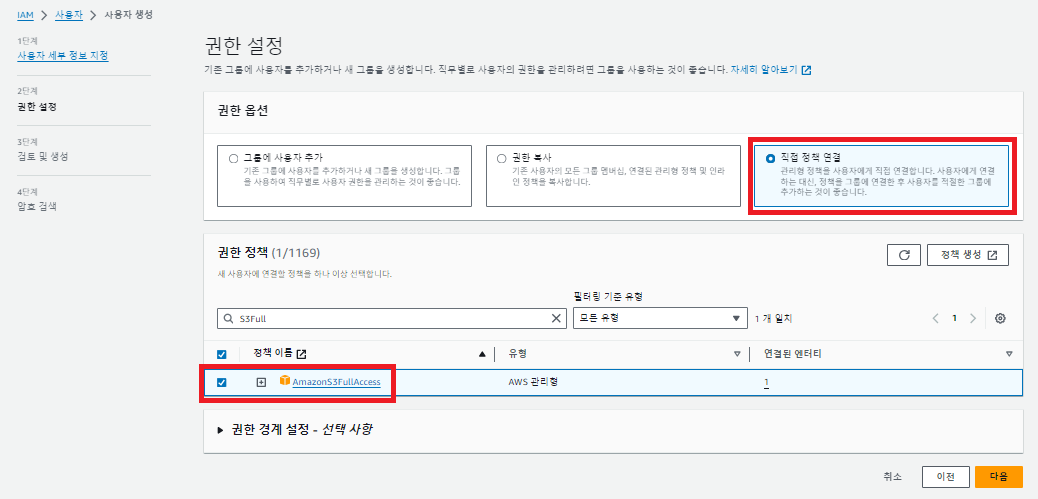 IAM > 사용자 > 사용자 생성
1단계
사용자 세부 정보 지정
2단계
권한 설정
3단계
검토 및 생성
4단계
암호 검색
권한 설정
기존 그룹에 사용자를 추가하거나 새 그룹을 생성합니다. 직무별로 사용자의 권한을 관리하려면 그룹을 사용하는 것이 좋습니다. 자세히 알아보기
권한 옵션
그룹에 사용자 추가
기존 그룹에 사용자를 추가하거나 새 그룹을 생성합니다. 그룹
을 사용하여 직무별로 사용자 권한을 관리하는 것이 좋습니다.
권한 복사
기존 사용자의 모든 그룹 멤버십, 연결된 관리형 정책 및 인라
인 정책을 복사합니다.
직접 정책 연결
관리형 정책을 사용자에게 직접 연결합니다. 사용자에게 연결
하는 대신, 정책을 그룹에 연결한 후 사용자를 적절한 그룹에
추가하는 것이 좋습니다.
권한 정책 (1/1169)
정책 생성
새 사용자에 연결할 정책을 하나 이상 선택합니다.
필터링 기준 유형
S3Full
모든 유형
1 개 일치
1
정책 이름
유형
연결된 엔터티
AmazonS3FullAccess
AWS 관리형
1
권한 경계 설정 - 선택 사항
취소
이전
다음